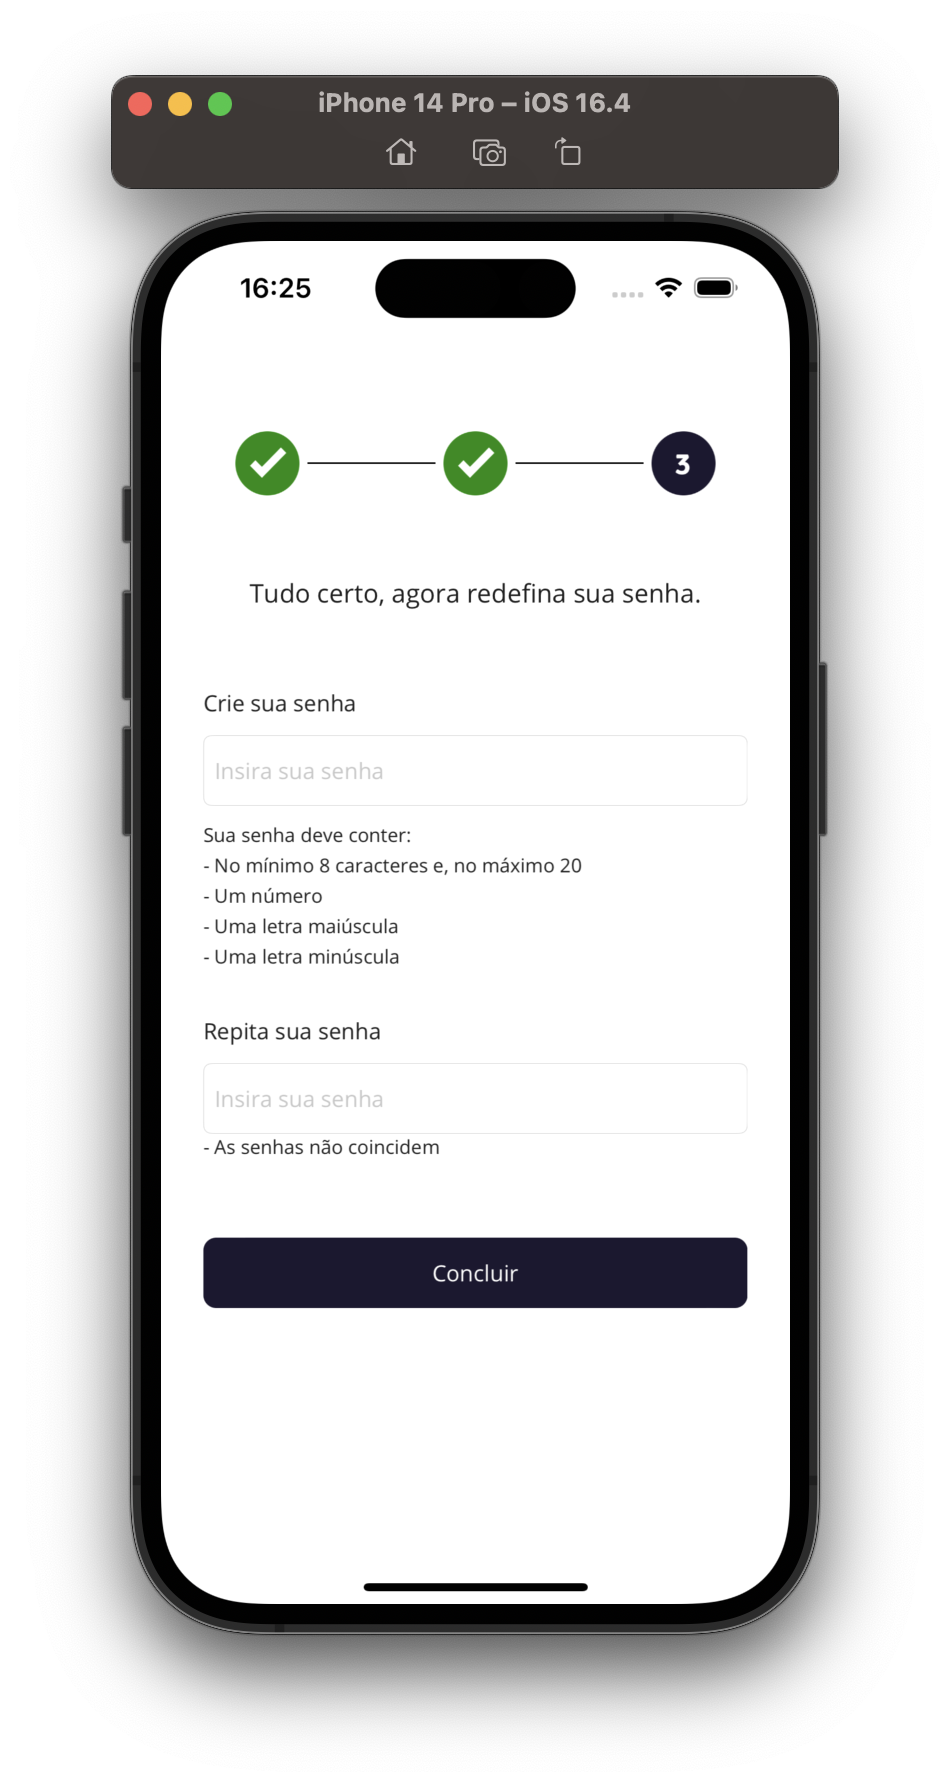 iPhone 14 Pro – iOS 16.4
16:25
3
Tudo certo, agora redefina sua senha.
Crie sua senha
Insira sua senha
Sua senha deve conter:
- No mínimo 8 caracteres e, no máximo 20
- Um número
- Uma letra maiúscula
- Uma letra minúscula
Repita sua senha
Insira sua senha
- As senhas não coincidem
Concluir